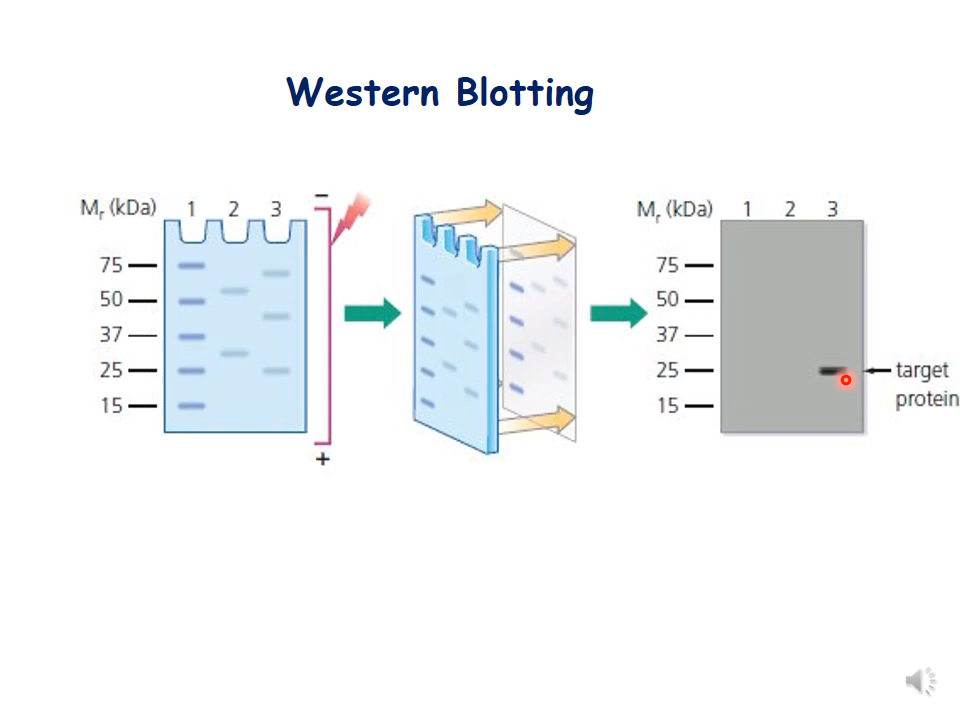 Western Blotting
Mr (kDa) 1 2 3 −
75
50
37
25
15
+
Mr (kDa) 1 2 3
75
50
37
25 target
15 protein